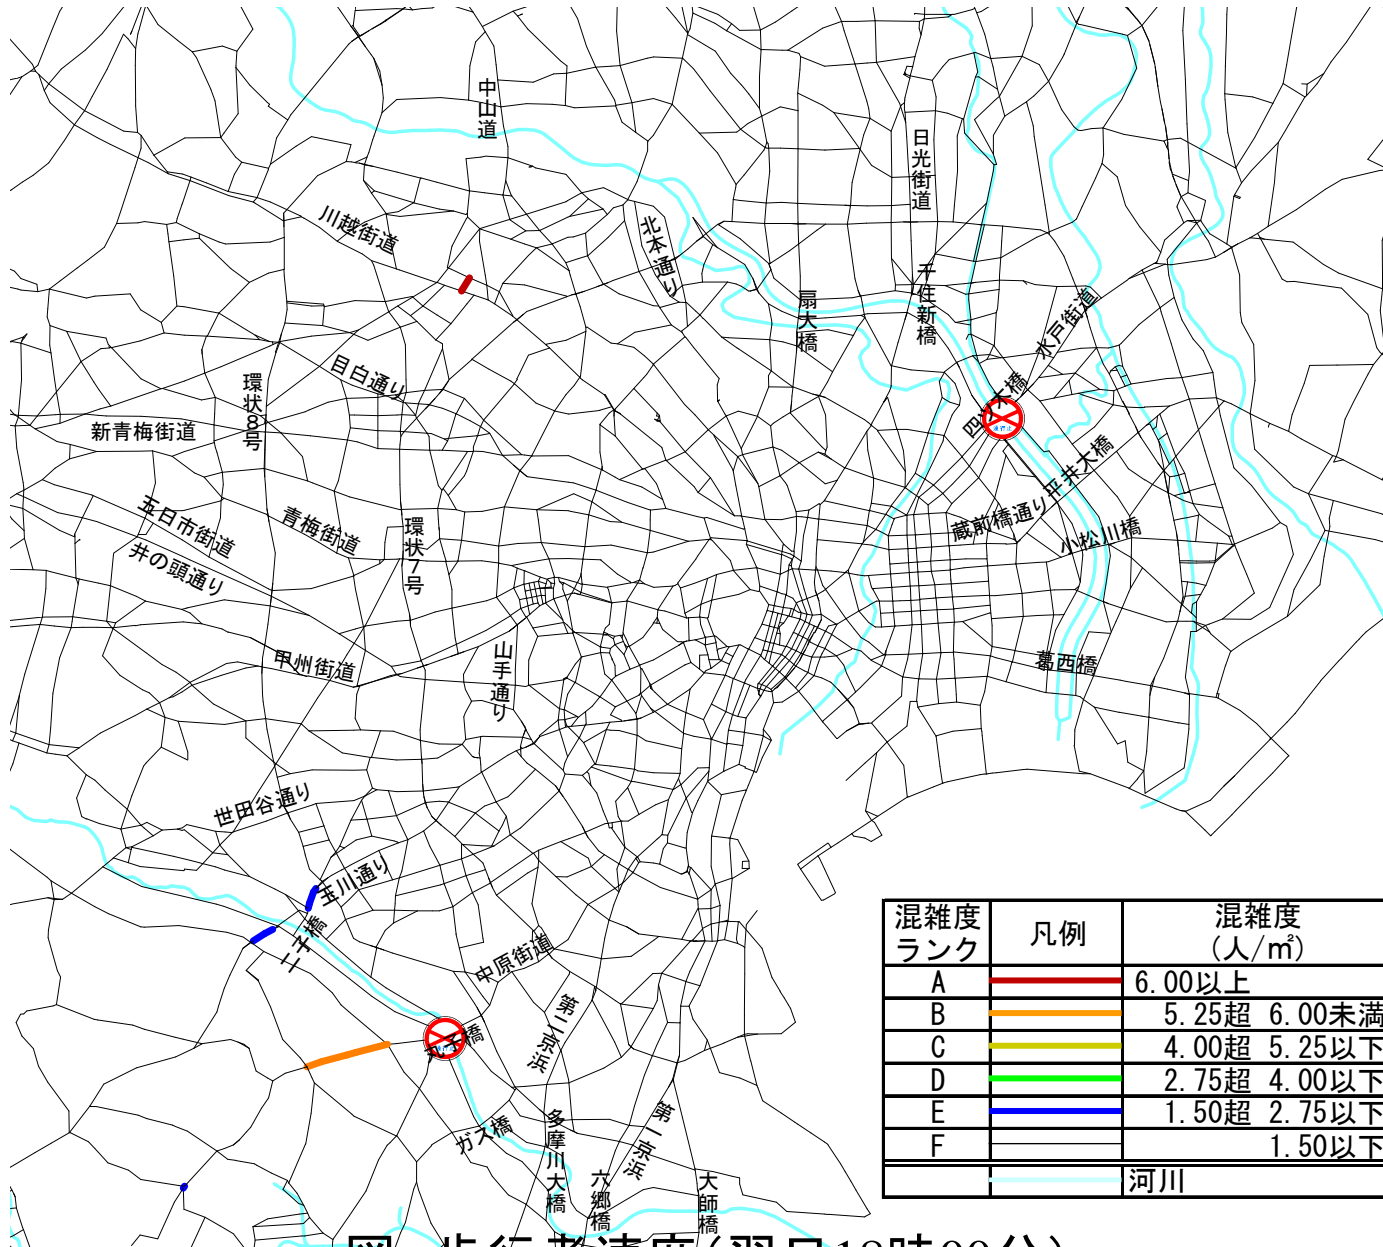 中山道
日光街道
川越街道
北本通り
千住新橋
扇大橋
水戸街道
目白通り
環状8号
四ツ木橋
新青梅街道
平井大橋
五日市街道
青梅街道
環状7号
蔵前橋通り
小松川橋
井の頭通り
甲州街道
山手通り
葛西橋
世田谷通り
玉川通り
二子橋
中原街道
第二京浜
丸子橋
ガス橋
多摩川大橋
第一京浜
六郷橋
大師橋
混雑度ランク 凡例 混雑度(人/㎡)
A 6.00以上
B 5.25超 6.00未満
C 4.00超 5.25以下
D 2.75超 4.00以下
E 1.50超 2.75以下
F 1.50以下
河川